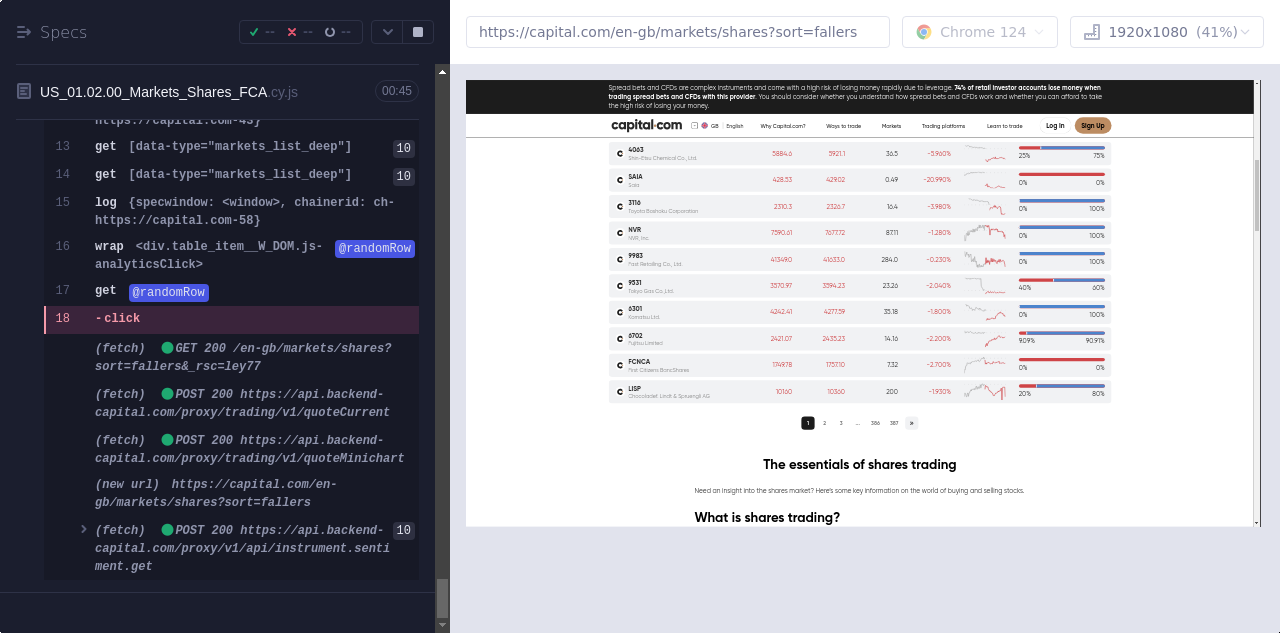 Specs
--
--
--
https://capital.com/en-gb/markets/shares?sort=fallers
Chrome 124
1920x1080 (41%)
US_01.02.00_Markets_Shares_FCA.cy.js
00:45
https://capital.com-43}
13 get [data-type="markets_list_deep"] 10
14 get [data-type="markets_list_deep"] 10
15 log {specwindow: <window>, chainerid: ch-
https://capital.com-58}
16 wrap <div.table_item__W_DOM.js- @randomRow
analyticsClick>
17 get @randomRow
18 -click
(fetch) GET 200 /en-gb/markets/shares?
sort=fallers&_rsc=ley77
(fetch) POST 200 https://api.backend-
capital.com/proxy/trading/v1/quoteCurrent
(fetch) POST 200 https://api.backend-
capital.com/proxy/trading/v1/quoteMinichart
(new url) https://capital.com/en-
gb/markets/shares?sort=fallers
(fetch) POST 200 https://api.backend- 10
capital.com/proxy/v1/api/instrument.senti
ment.get
Spread bets and CFDs are complex instruments and come with a high risk of losing money rapidly due to leverage. 74% of retail investor accounts lose money when
trading spread bets and CFDs with this provider. You should consider whether you understand how spread bets and CFDs work and whether you can afford to take
the high risk of losing your money.
capital.com GB English Why Capital.com? Ways to trade Markets Trading platforms Learn to trade Log In Sign Up
4063 5884.6 5921.1 36.5 -5.960%
Shin-Etsu Chemical Co., Ltd. 25% 75%
SAIA 428.53 429.02 0.49 -20.990%
Saia 0% 0%
3116 2310.3 2326.7 16.4 -3.980%
Toyota Boshoku Corporation 0% 100%
NVR 7590.61 7677.72 87.11 -1.280%
NVR, Inc. 0% 100%
9983 41349.0 41633.0 284.0 -0.230%
Fast Retailing Co., Ltd. 0% 100%
9531 3570.97 3594.23 23.26 -2.040%
Tokyo Gas Co.,Ltd. 40% 60%
6301 4242.41 4277.59 35.18 -1.800%
Komatsu Ltd. 0% 100%
6702 2421.07 2435.23 14.16 -2.200%
Fujitsu Limited 9.09% 90.91%
FCNCA 1749.78 1757.10 7.32 -2.700%
First Citizens BancShares 0% 0%
LISP 10160 10360 200 -1.930%
Chocoladef. Lindt & Spruengli AG 20% 80%
1 2 3 ... 386 387 »
The essentials of shares trading
Need an insight into the shares market? Here's some key information on the world of buying and selling stocks.
What is shares trading?